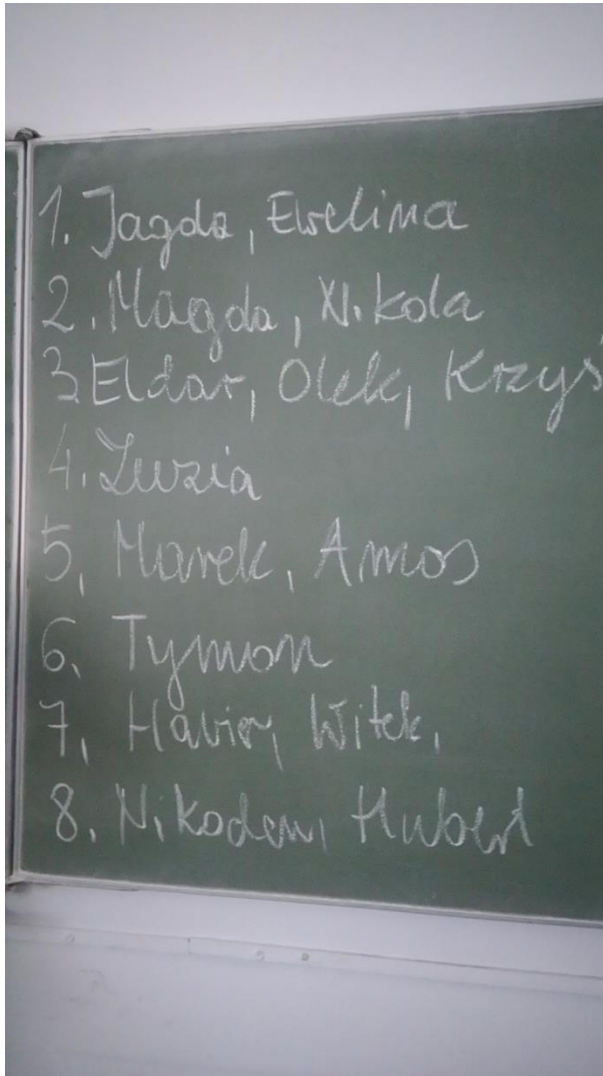 1. Jagda, Ewelina
2. Magda, Nikola
3 Eldar, Olek, Krzyś
4. Zuzia
5, Marek, Amos
6. Tymon
7, Witek,
8. Nikodem, Hubert